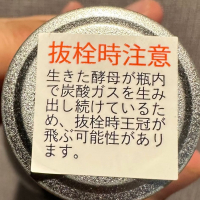 抜栓時注意
生きた酵母が瓶内
で炭酸ガスを生み
出し続けているた
め、抜栓時王冠が
飛ぶ可能性があり
ます。